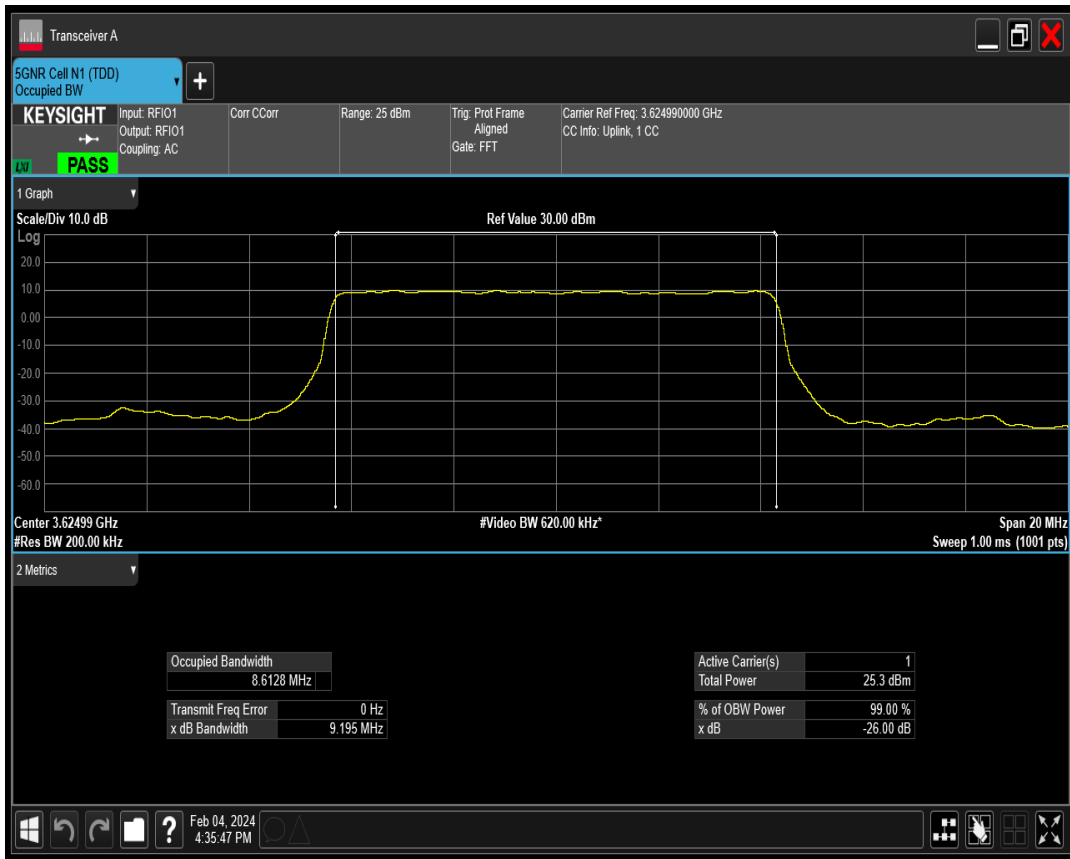 Transceiver A
5GNR Cell N1 (TDD)
Occupied BW
+
KEYSIGHT
LXI
PASS
Input: RFIO1
Output: RFIO1
Coupling: AC
Corr CCorr
Range: 25 dBm
Trig: Prot Frame
Aligned
Gate: FFT
Carrier Ref Freq: 3.624990000 GHz
CC Info: Uplink, 1 CC
1 Graph
Scale/Div 10.0 dB
Ref Value 30.00 dBm
Log
20.0
10.0
0.00
-10.0
-20.0
-30.0
-40.0
-50.0
-60.0
Center 3.62499 GHz
#Video BW 620.00 kHz*
Span 20 MHz
#Res BW 200.00 kHz
Sweep 1.00 ms (1001 pts)
2 Metrics
Occupied Bandwidth
8.6128 MHz
Transmit Freq Error 0 Hz
x dB Bandwidth 9.195 MHz
Active Carrier(s) 1
Total Power 25.3 dBm
% of OBW Power 99.00 %
x dB -26.00 dB
?
Feb 04, 2024
4:35:47 PM